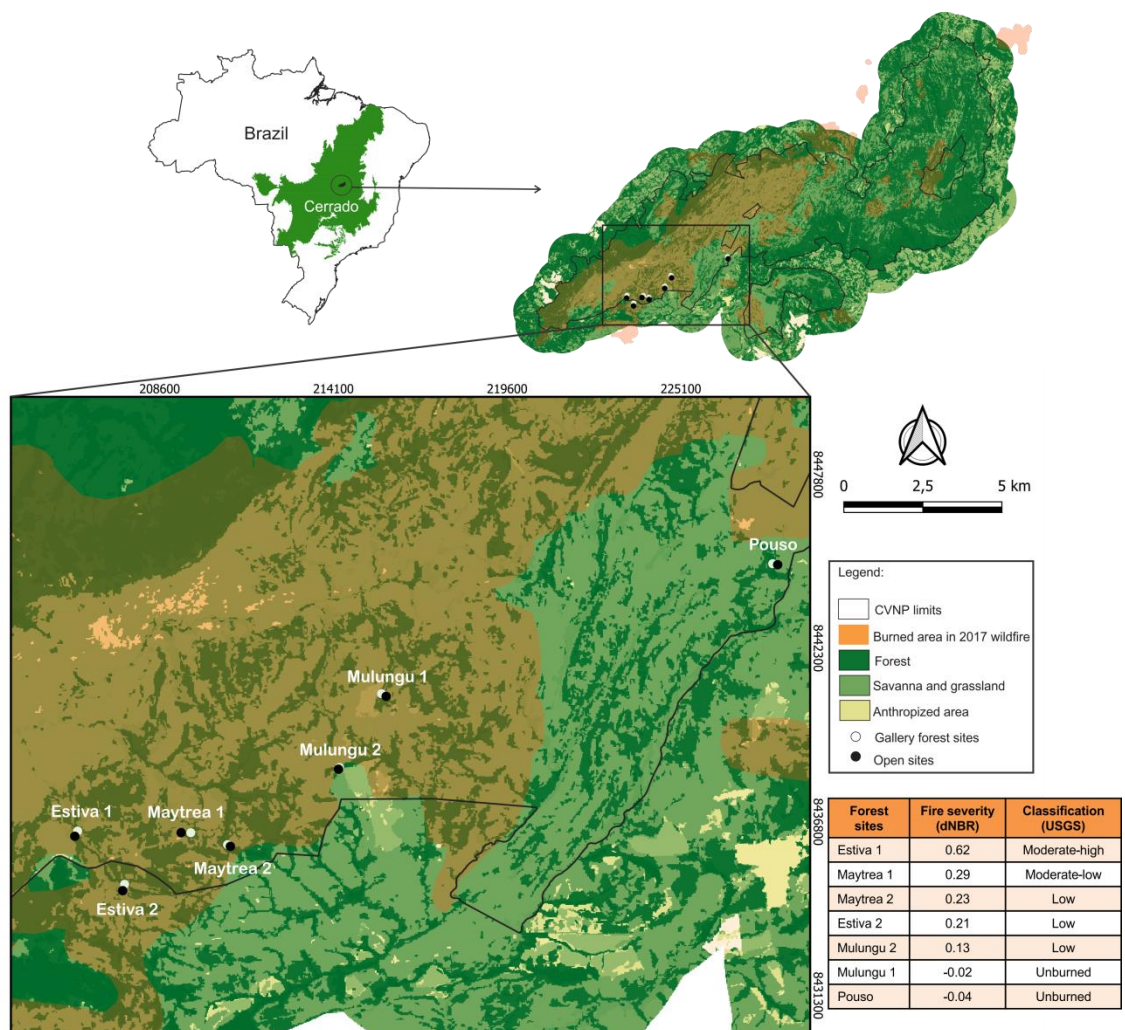 Brazil
Cerrado
208600
214100
219600
225100
8447800
8442300
8436800
8431300
Pouso
Mulungu 1
Mulungu 2
Estiva 1
Maytrea 1
Maytrea 2
Estiva 2
0
2,5
5 km
Legend:
CVNP limits
Burned area in 2017 wildfire
Forest
Savanna and grassland
Anthropized area
Gallery forest sites
Open sites
Forest sites
Fire severity (dNBR)
Classification (USGS)
Estiva 1
0.62
Moderate-high
Maytrea 1
0.29
Moderate-low
Maytrea 2
0.23
Low
Estiva 2
0.21
Low
Mulungu 2
0.13
Low
Mulungu 1
-0.02
Unburned
Pouso
-0.04
Unburned